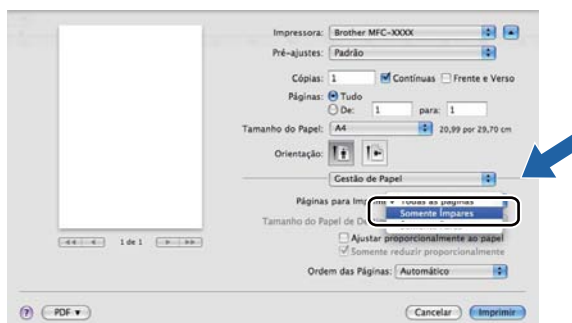 Impressora: Brother MFC-XXXX
Pré-ajustes: Padrão
Cópias: 1 Contínuas Frente e Verso
Páginas: Tudo
De: 1 para: 1
Tamanho do Papel: A4 20,99 por 29,70 cm
Orientação:
Gestão de Papel
Páginas para Todas as páginas
Somente Ímpares
Tamanho do Papel de
1 de 1
Ajustar proporcionalmente ao papel
Somente reduzir proporcionalmente
Ordem das Páginas: Automático
? PDF Cancelar Imprimir